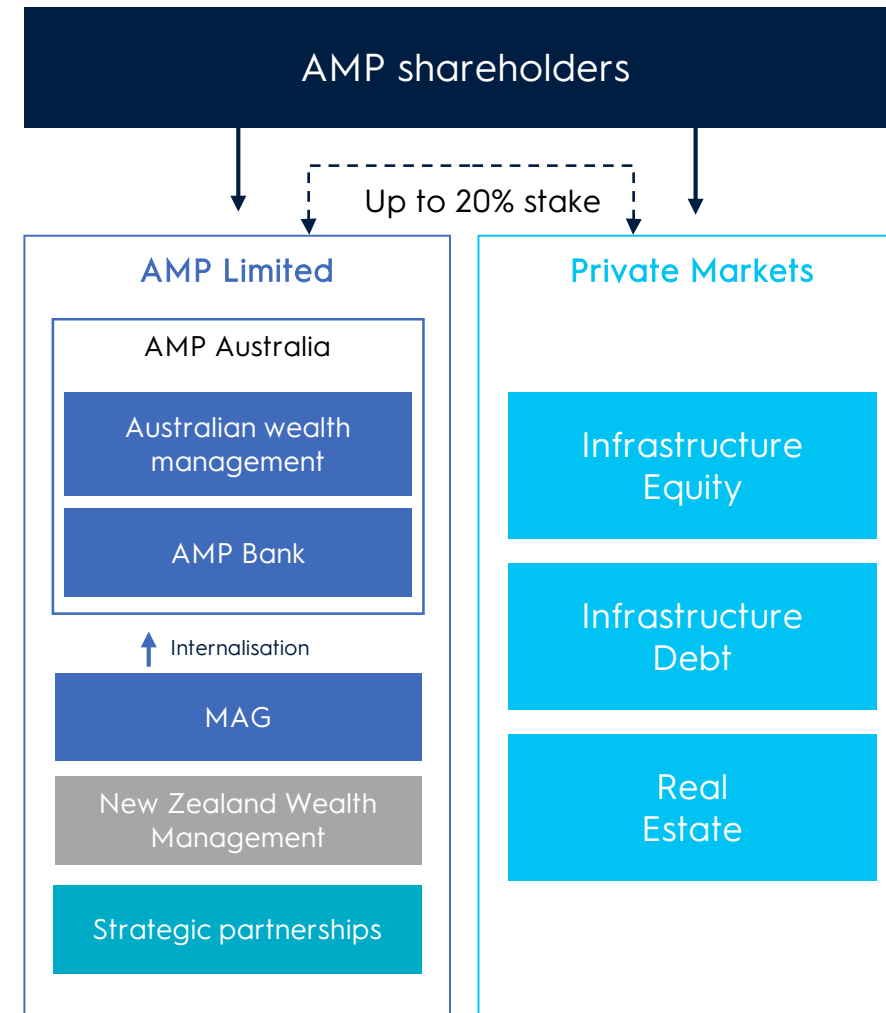 AMP shareholders
Up to 20% stake
AMP Limited
AMP Australia
Australian wealth
management
AMP Bank
Internalisation
MAG
New Zealand Wealth
Management
Strategic partnerships
Private Markets
Infrastructure
Equity
Infrastructure
Debt
Real
Estate